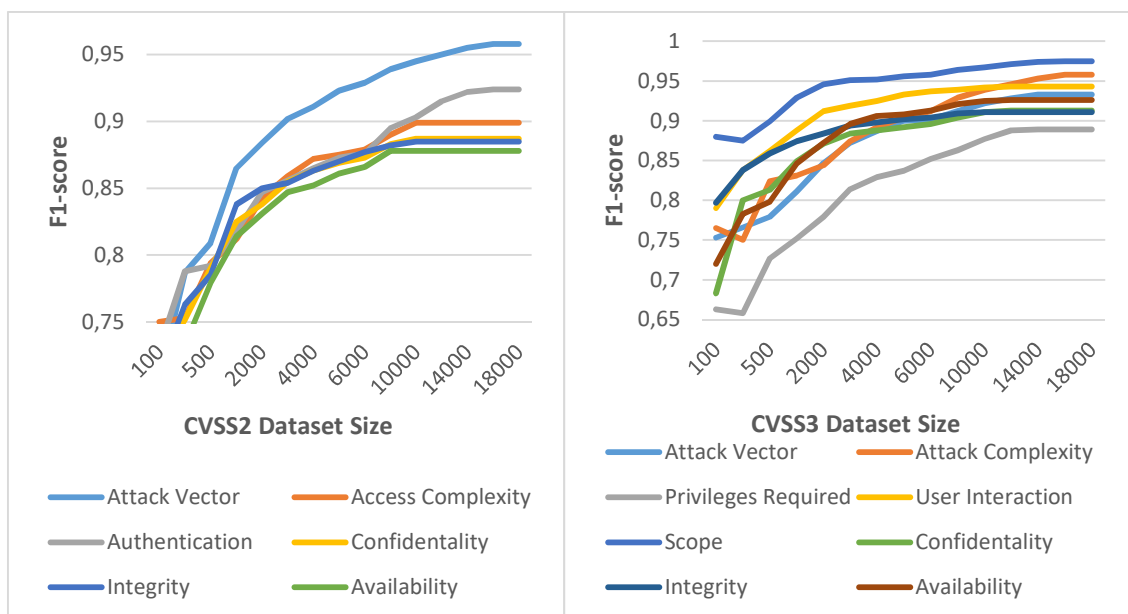 F1-score
0,95
0,9
0,85
0,8
0,75
100
500
2000
4000
6000
10000
14000
18000
CVSS2 Dataset Size
Attack Vector
Access Complexity
Authentication
Confidentality
Integrity
Availability
F1-score
1
0,95
0,9
0,85
0,8
0,75
0,7
0,65
100
500
2000
4000
6000
10000
14000
18000
CVSS3 Dataset Size
Attack Vector
Attack Complexity
Privileges Required
User Interaction
Scope
Confidentality
Integrity
Availability